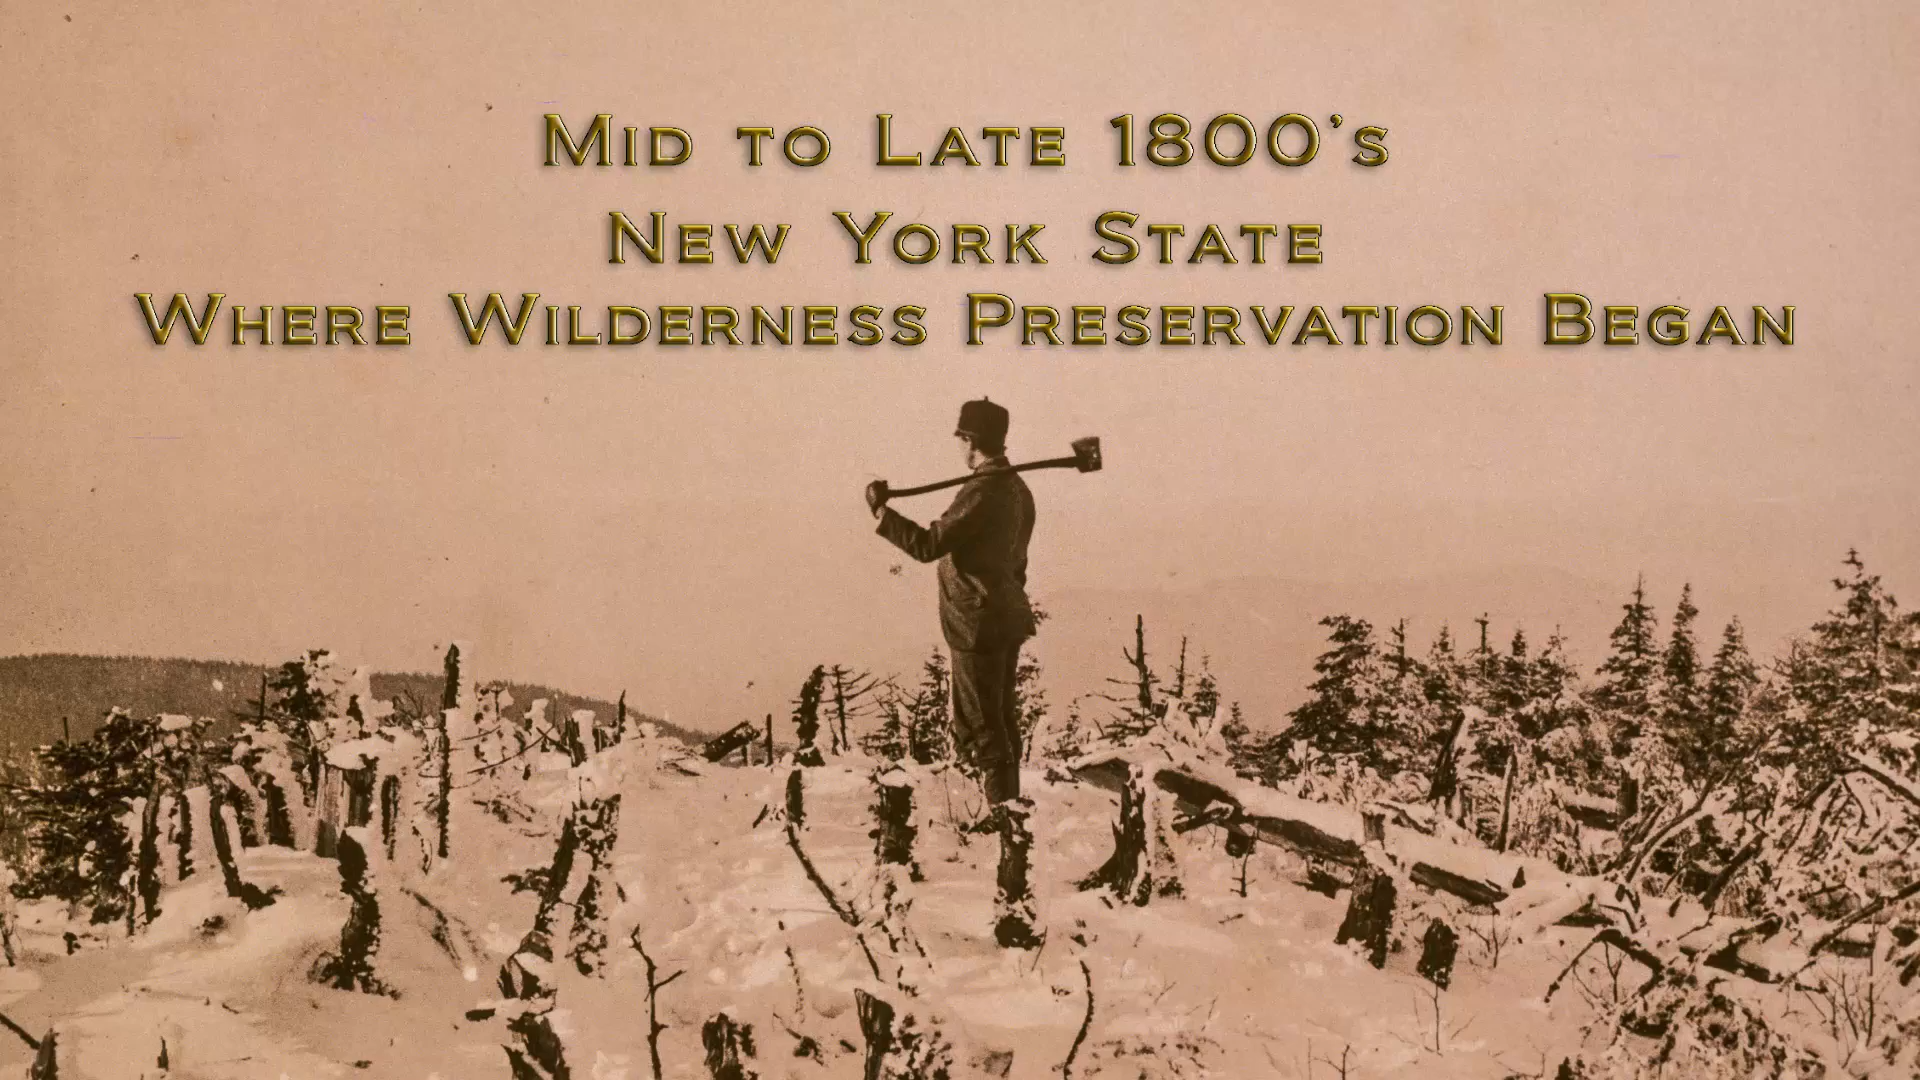 Mid to Late 1800's
New York State
Where Wilderness Preservation Began